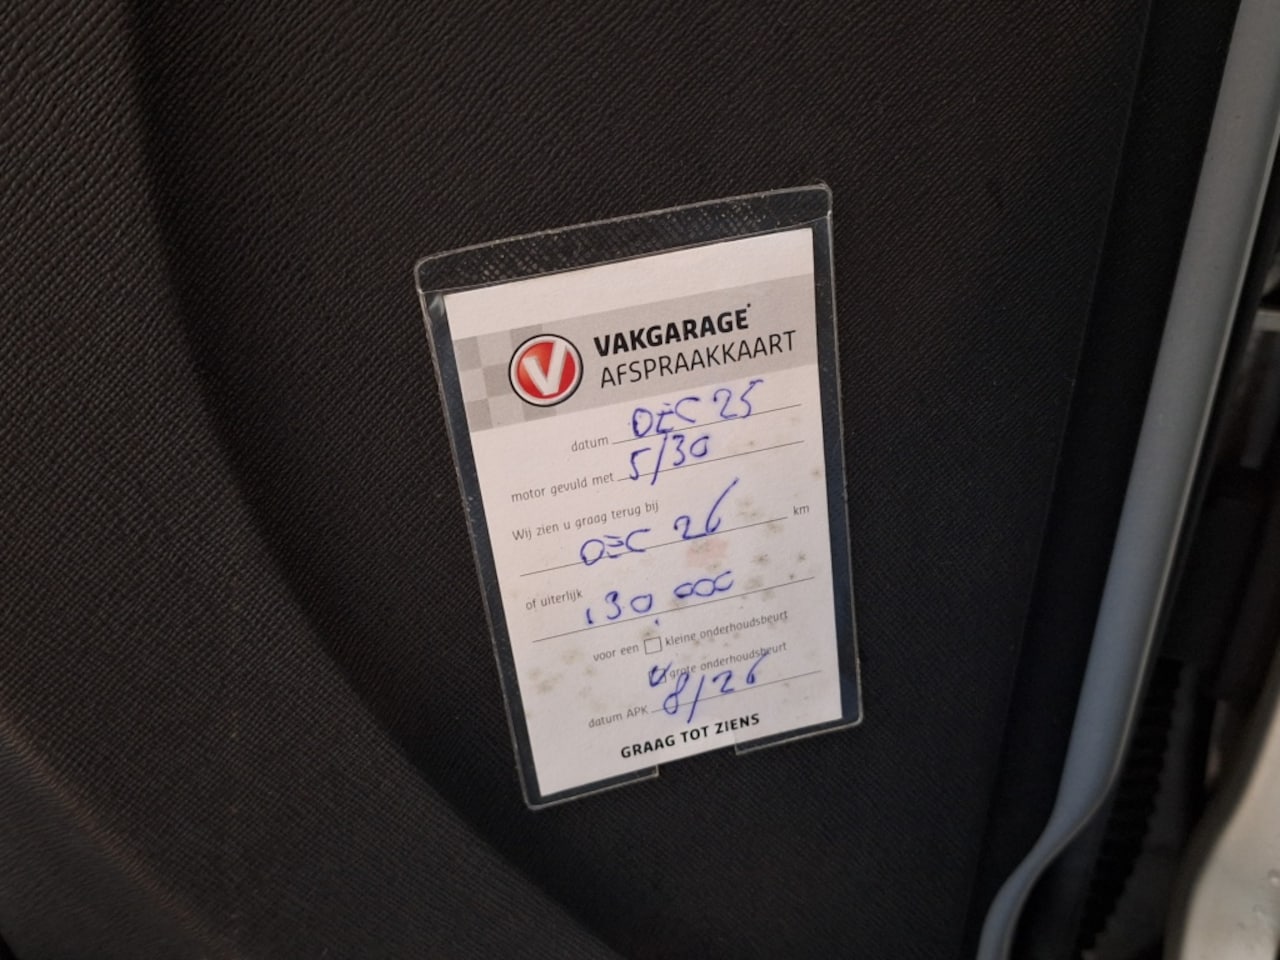 V
VAKGARAGE
AFSPRAAKKAART
datum DEC 25
motor gevuld met 5/30
Wij zien u graag terug bij
DEC 26 km
of uiterlijk 130 000
voor een kleine onderhoudsbeurt
grote onderhoudsbeurt
datum APK 8/26
GRAAG TOT ZIENS